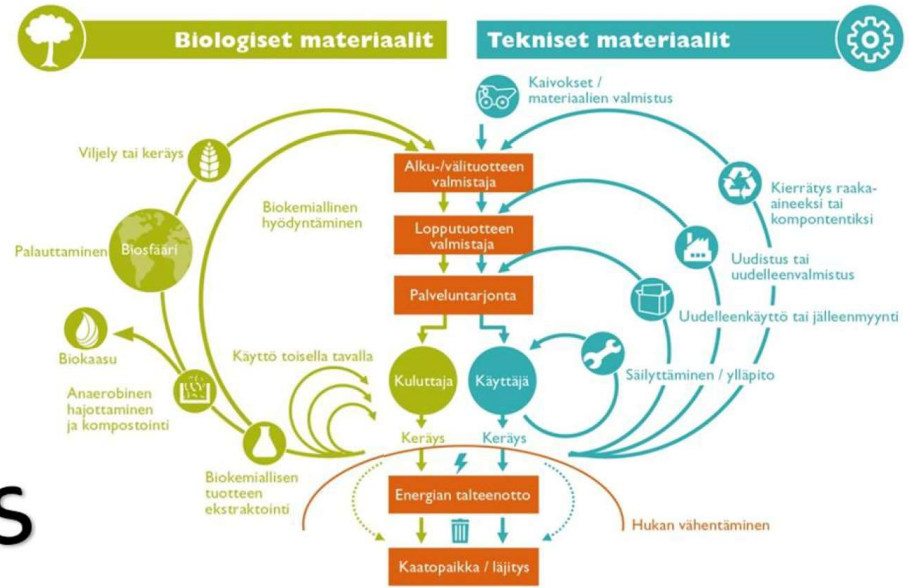 Biologiset materiaalit
Tekniset materiaalit
Kaivokset /
materiaalien valmistus
Viljely tai keräys
Alku-/välituotteen
valmistaja
Kierrätys raaka-
aineeksi tai
kompontentiksi
Biokemiallinen
hyödyntäminen
Lopputuotteen
valmistaja
Palauttaminen
Biosfääri
Uudistus tai
uudelleenvalmistus
Palveluntarjonta
Uudelleenkäyttö tai jälleenmyynti
Biokaasu
Käyttö toisella tavalla
Kuluttaja
Käyttäjä
Säilyttäminen / ylläpito
Anaerobinen
hajottaminen
ja kompostointi
Keräys
Keräys
Biokemiallisen
tuotteen
ekstraktointi
Energian talteenotto
Hukan vähentäminen
Kaatopaikka / läjitys
s